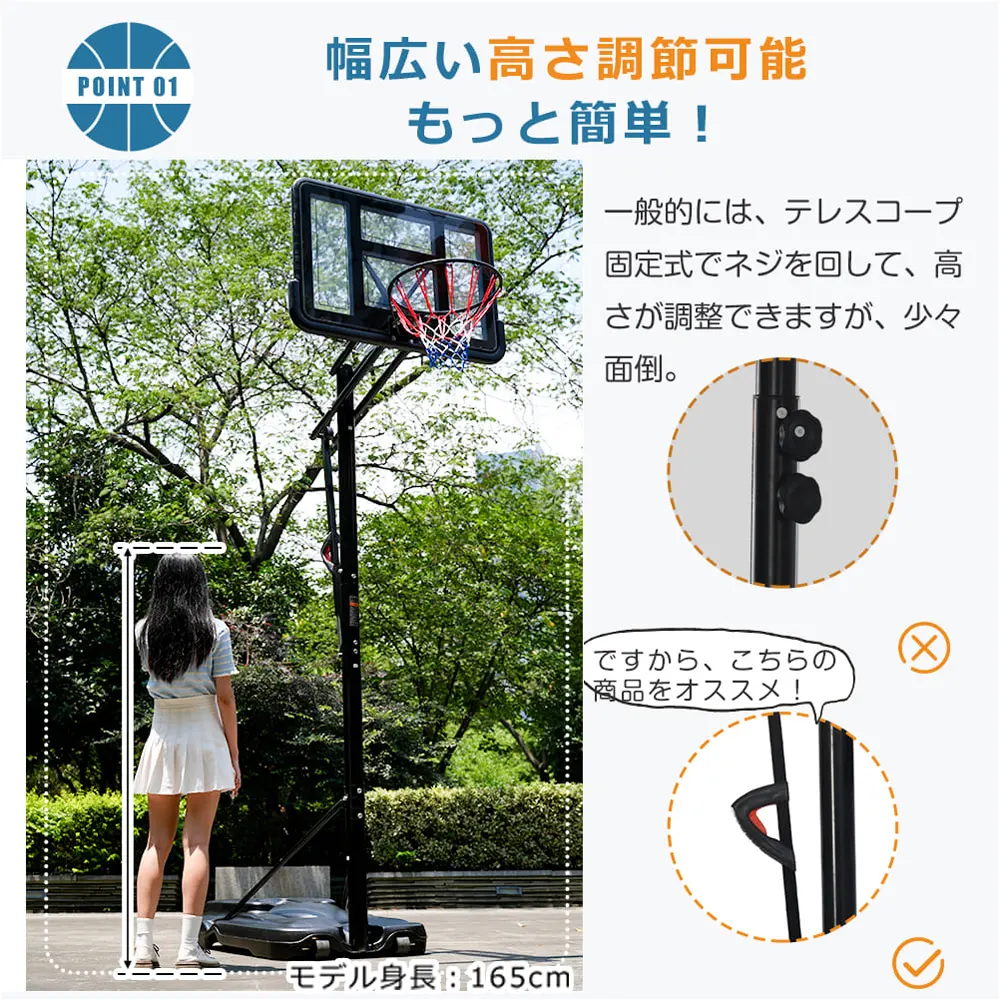 POINT 01
幅広い高さ調節可能
もっと簡単！
一般的には、テレスコープ
固定式でネジを回して、高
さが調整できますが、少々
面倒。
ですから、こちらの
商品をオススメ！
モデル身長：165cm